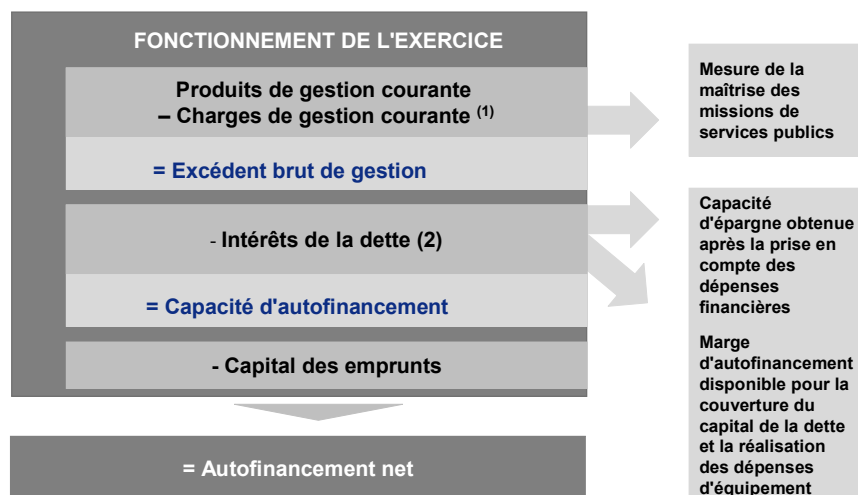 FONCTIONNEMENT DE L'EXERCICE
Produits de gestion courante
– Charges de gestion courante (1)
= Excédent brut de gestion
- Intérêts de la dette (2)
= Capacité d'autofinancement
- Capital des emprunts
= Autofinancement net
Mesure de la
maîtrise des
missions de
services publics
Capacité
d'épargne obtenue
après la prise en
compte des
dépenses
financières
Marge
d'autofinancement
disponible pour la
couverture du
capital de la dette
et la réalisation
des dépenses
d'équipement